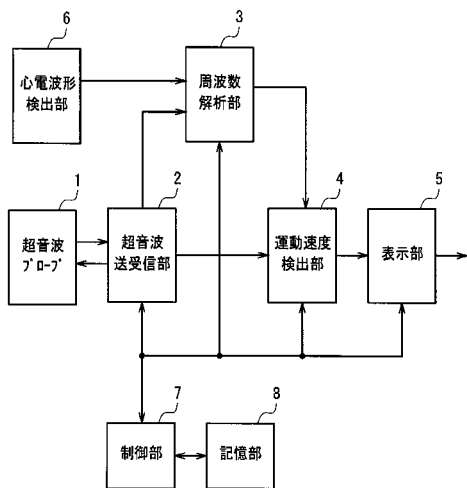 6
心電波形
検出部
3
周波数
解析部
1
超音波
プローブ
2
超音波
送受信部
4
運動速度
検出部
5
表示部
7
制御部
8
記憶部